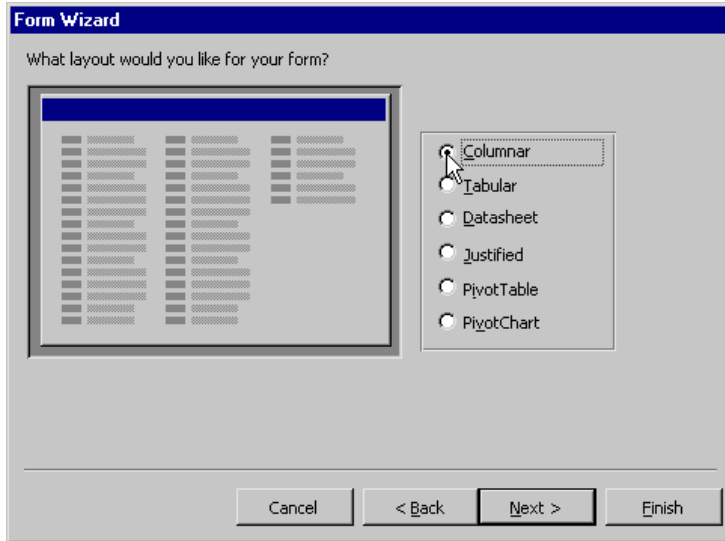 Form Wizard
What layout would you like for your form?
Columnar
Tabular
Datasheet
Justified
PivotTable
PivotChart
Cancel
< Back
Next >
Finish